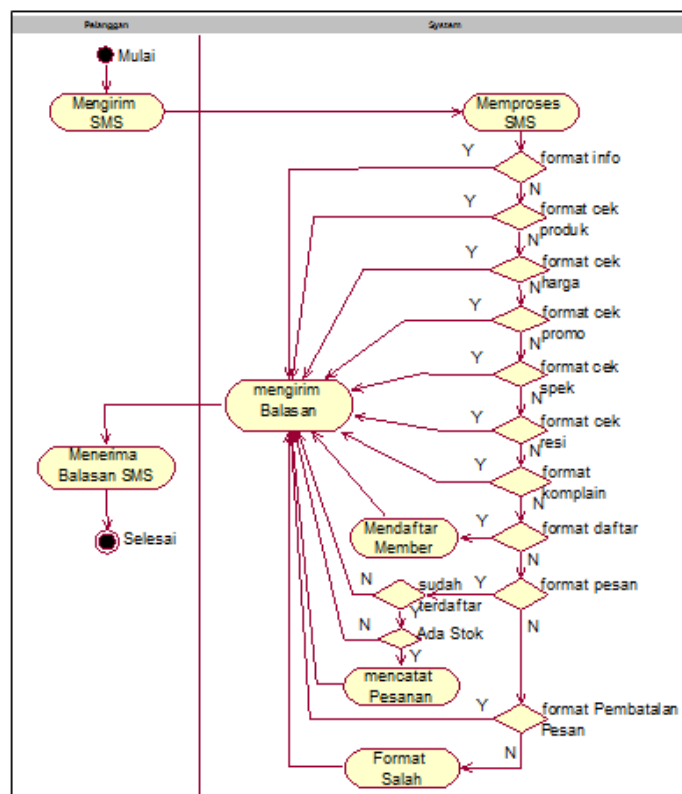 Pelanggan
System
Mulai
Mengirim
SMS
Memproses
SMS
Y
format info
N
Y
format cek
produk
N
Y
format cek
harga
N
Y
format cek
promo
N
Y
format cek
spek
N
mengirim
Balasan
Y
format cek
resi
N
Menerima
Balasan SMS
Y
format
komplain
N
Selesai
Mendaftar
Member
Y
format daftar
N
N
sudah
terdaftar
Y
Y
format pesan
N
N
Ada Stok
Y
mencatat
Pesanan
Y
format Pembatalan
Pesan
N
Format
Salah